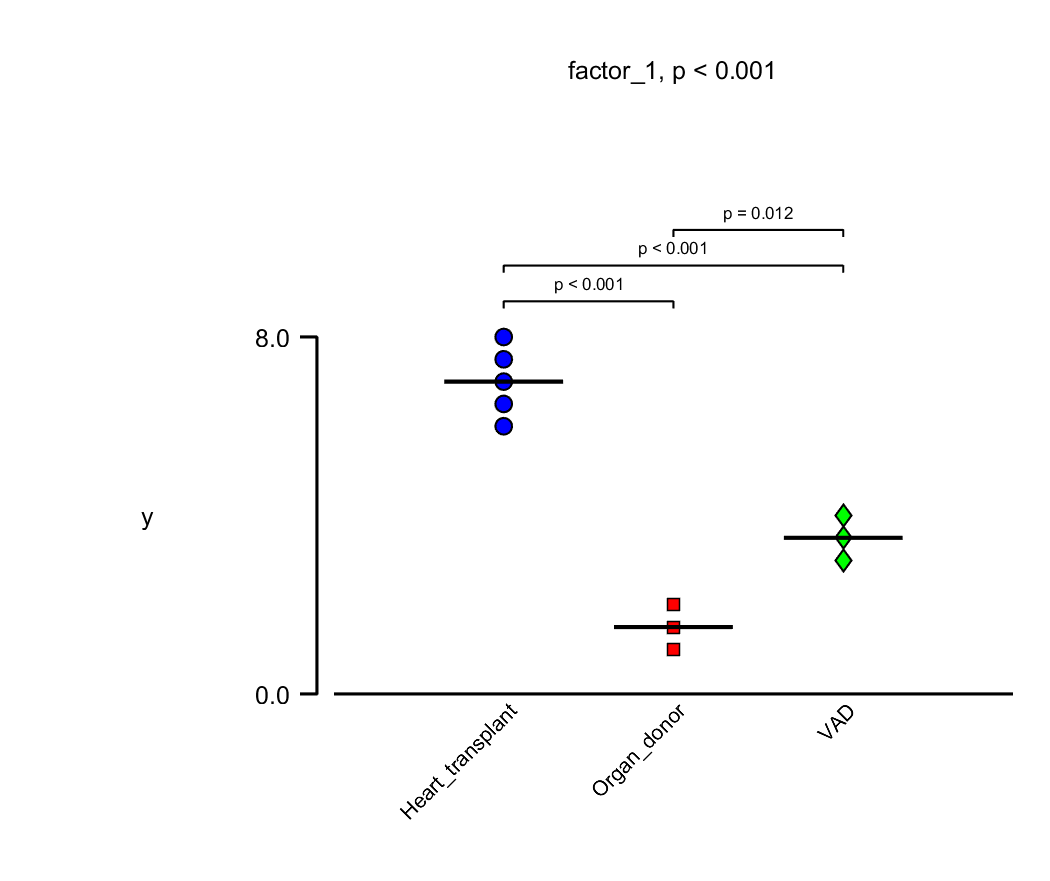 factor_1, p < 0.001
p = 0.012
p < 0.001
p < 0.001
8.0
y
0.0
Heart_transplant
Organ_donor
VAD